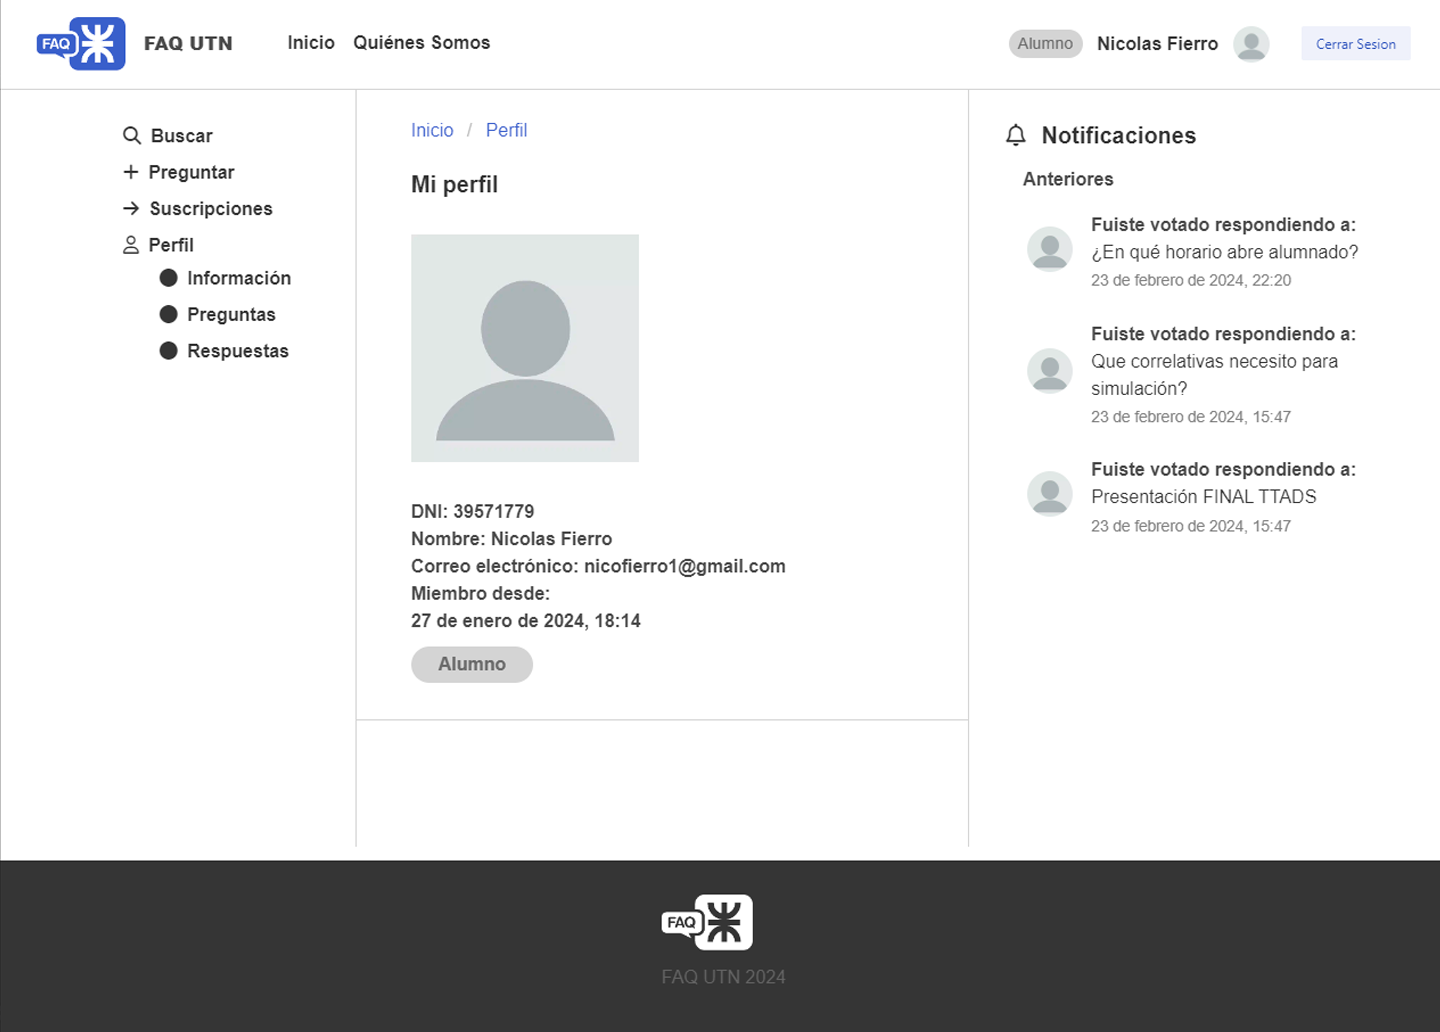 FAQ
FAQ UTN
Inicio
Quiénes Somos
Alumno
Nicolas Fierro
Cerrar Sesion
Buscar
Preguntar
Suscripciones
Perfil
Información
Preguntas
Respuestas
Inicio / Perfil
Mi perfil
DNI: 39571779
Nombre: Nicolas Fierro
Correo electrónico: nicofierro1@gmail.com
Miembro desde:
27 de enero de 2024, 18:14
Alumno
Notificaciones
Anteriores
Fuiste votado respondiendo a:
¿En qué horario abre alumnado?
23 de febrero de 2024, 22:20
Fuiste votado respondiendo a:
Que correlativas necesito para
simulación?
23 de febrero de 2024, 15:47
Fuiste votado respondiendo a:
Presentación FINAL TTADS
23 de febrero de 2024, 15:47
FAQ
FAQ UTN 2024